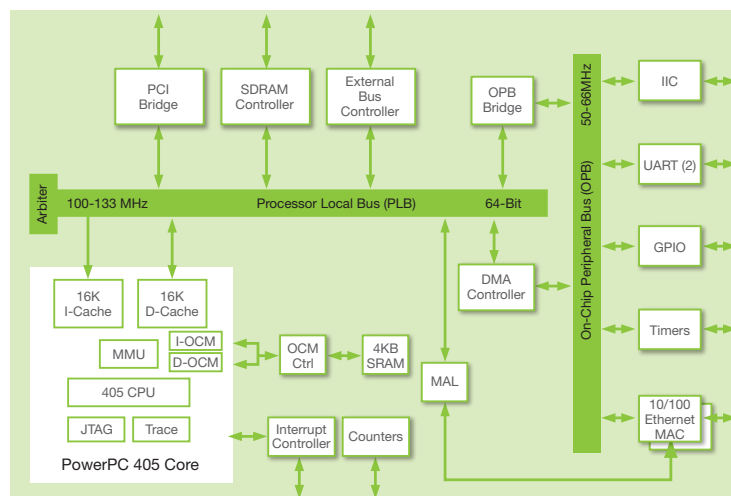 PCI
Bridge
SDRAM
Controller
External
Bus
Controller
OPB
Bridge
50-66MHz
On-Chip Peripheral Bus (OPB)
IIC
UART (2)
GPIO
Timers
10/100
Ethernet
MAC
Arbiter
100-133 MHz
Processor Local Bus (PLB)
64-Bit
16K
I-Cache
16K
D-Cache
MMU
I-OCM
D-OCM
405 CPU
JTAG
Trace
PowerPC 405 Core
OCM
Ctrl
4KB
SRAM
DMA
Controller
MAL
Interrupt
Controller
Counters